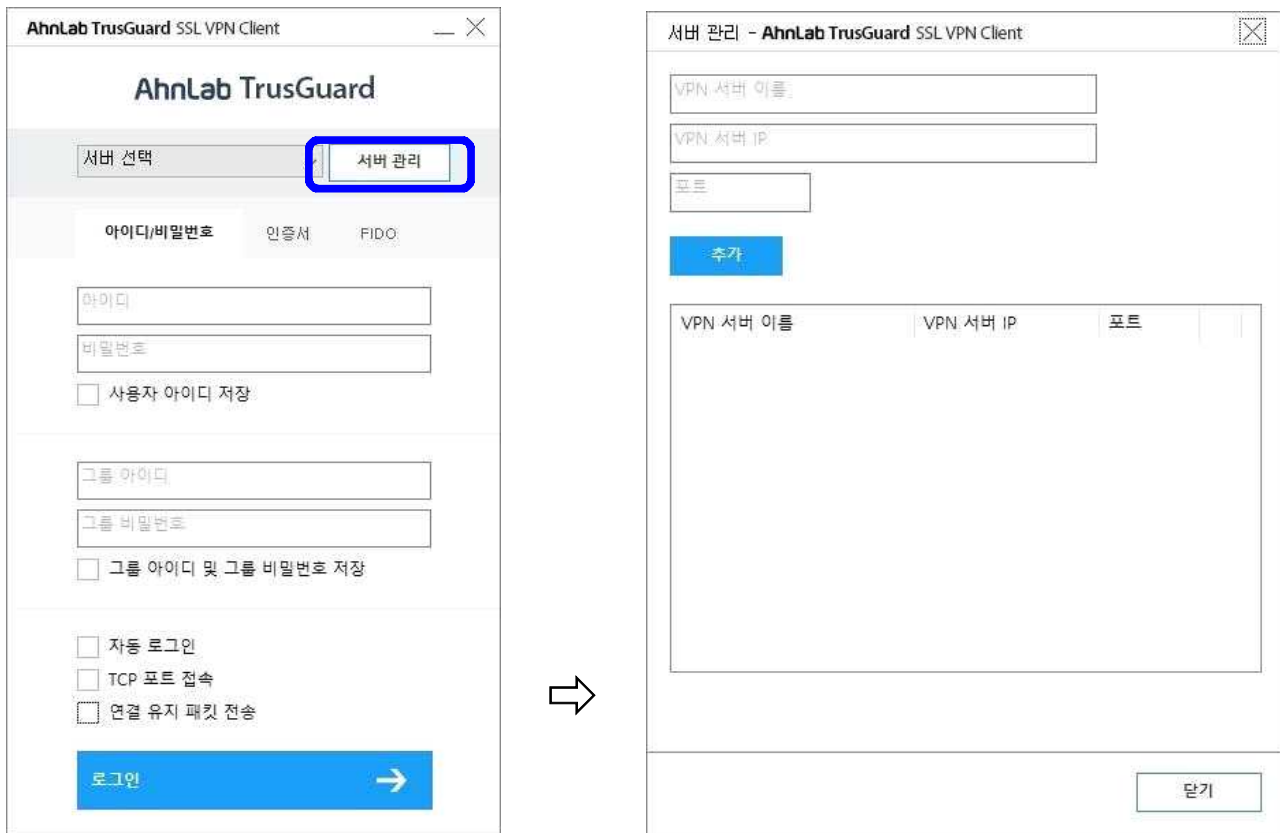 AhnLab TrusGuard SSL VPN Client
AhnLab TrusGuard
서버 선택
서버 관리
아이디/비밀번호 인증서 FIDO
아이디
비밀번호
사용자 아이디 저장
그룹 아이디
그룹 비밀번호
그룹 아이디 및 그룹 비밀번호 저장
자동 로그인
TCP 포트 접속
연결 유지 패킷 전송
로그인
서버 관리 - AhnLab TrusGuard SSL VPN Client
VPN 서버 이름
VPN 서버 IP
포트
추가
VPN 서버 이름 VPN 서버 IP 포트
닫기